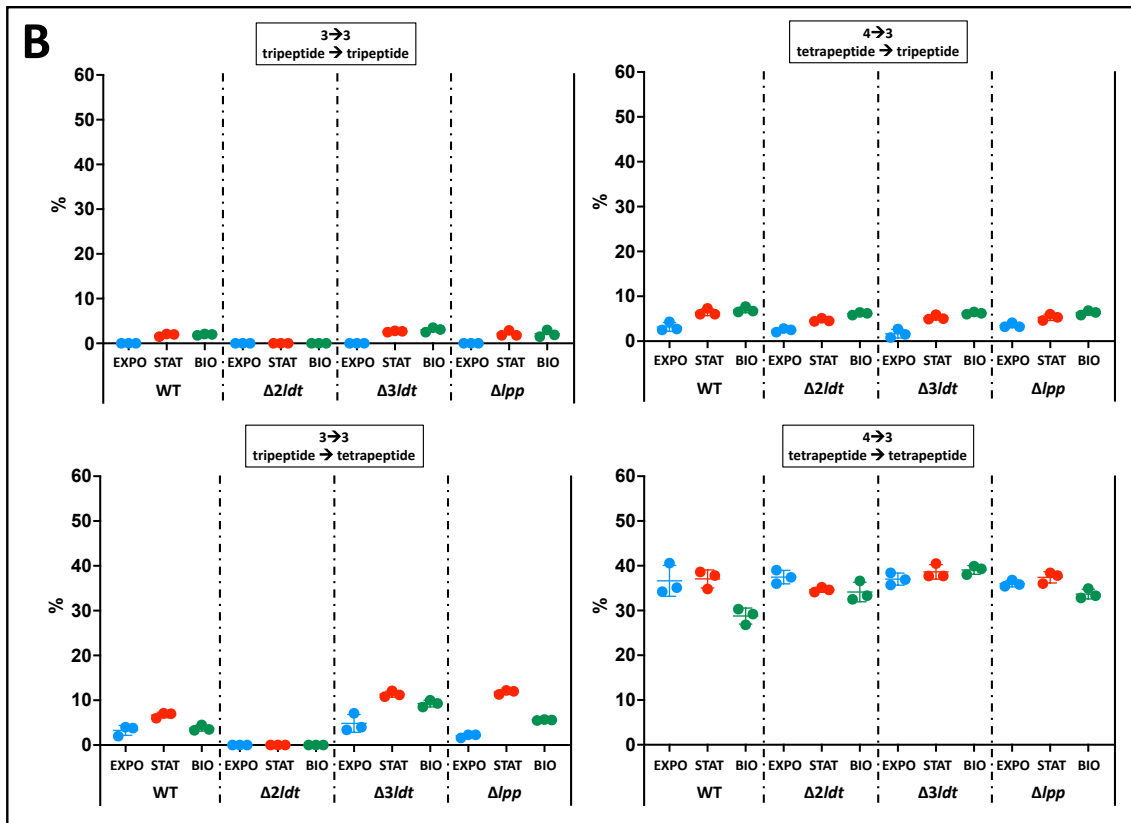 B
3→3
tripeptide → tripeptide
%
60
50
40
30
20
10
0
EXPO STAT BIO EXPO STAT BIO EXPO STAT BIO EXPO STAT BIO
WT Δ2ldt Δ3ldt Δlpp
4→3
tetrapeptide → tripeptide
%
60
50
40
30
20
10
0
EXPO STAT BIO EXPO STAT BIO EXPO STAT BIO EXPO STAT BIO
WT Δ2ldt Δ3ldt Δlpp
3→3
tripeptide → tetrapeptide
%
60
50
40
30
20
10
0
EXPO STAT BIO EXPO STAT BIO EXPO STAT BIO EXPO STAT BIO
WT Δ2ldt Δ3ldt Δlpp
4→3
tetrapeptide → tetrapeptide
%
60
50
40
30
20
10
0
EXPO STAT BIO EXPO STAT BIO EXPO STAT BIO EXPO STAT BIO
WT Δ2ldt Δ3ldt Δlpp